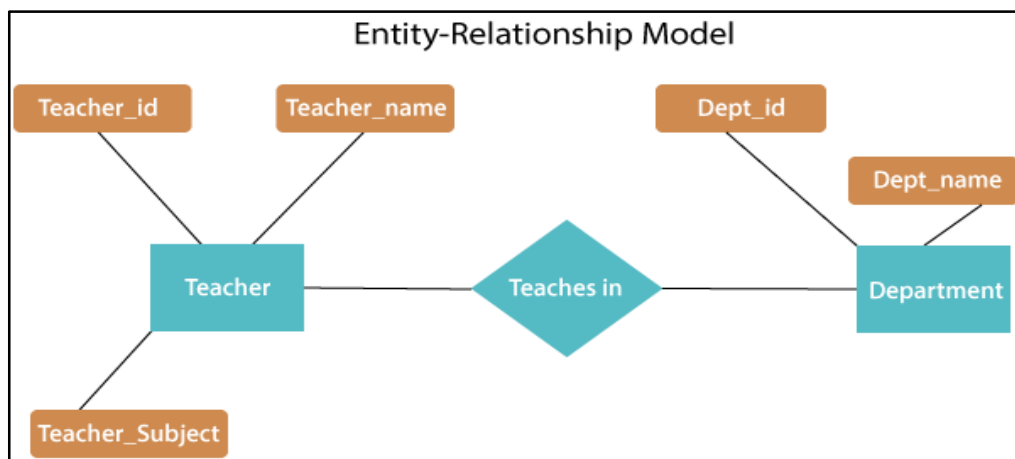 Entity-Relationship Model
Teacher_id
Teacher_name
Dept_id
Dept_name
Teacher
Teaches in
Department
Teacher_Subject